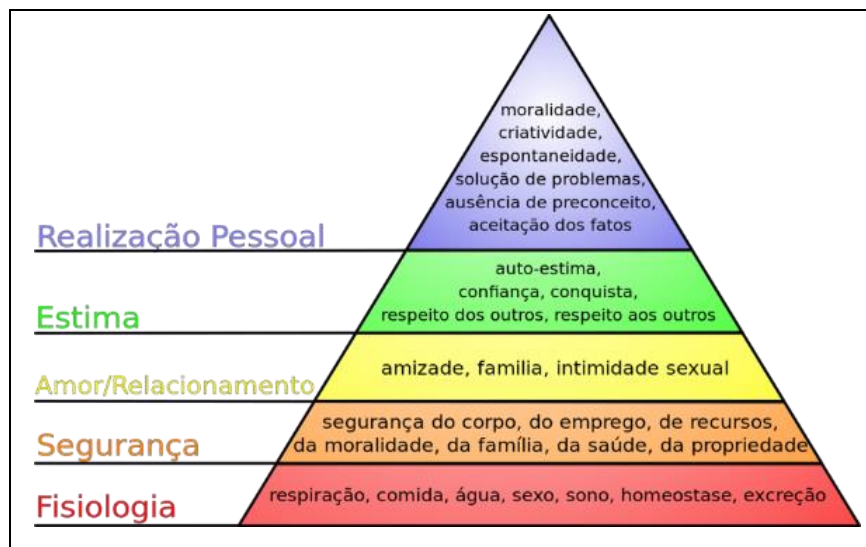 moralidade,
criatividade,
espontaneidade,
solução de problemas,
ausência de preconceito,
aceitação dos fatos
Realização Pessoal
auto-estima,
confiança, conquista,
respeito dos outros, respeito aos outros
Estima
amizade, familia, intimidade sexual
Amor/Relacionamento
segurança do corpo, do emprego, de recursos,
da moralidade, da família, da saúde, da propriedade
Segurança
respiração, comida, água, sexo, sono, homeostase, excreção
Fisiologia